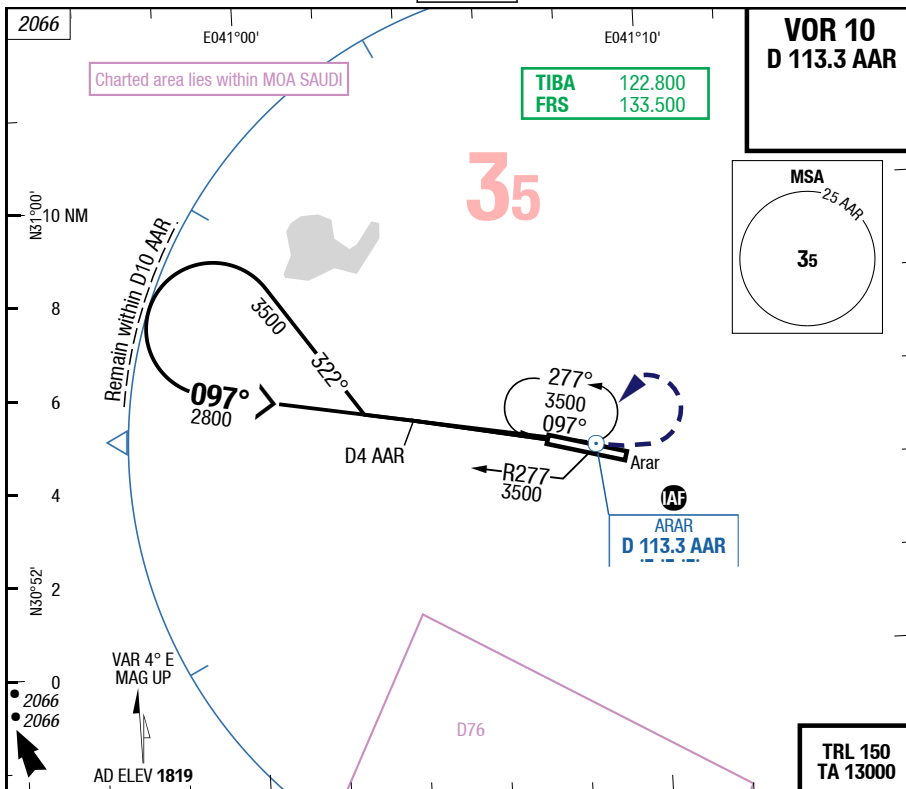 2066
E041°00'
E041°10'
VOR 10
D 113.3 AAR
Charted area lies within MOA SAUDI
TIBA 122.800
FRS 133.500
35
MSA
25 AAR
35
N31°00'
10 NM
Remain within D10 AAR
8
3500
322°
6
097°
2800
277°
3500
097°
D4 AAR
Arar
R277
3500
4
IAF
ARAR
D 113.3 AAR
N30°52'
2
VAR 4° E
MAG UP
0
2066
2066
D76
AD ELEV 1819
TRL 150
TA 13000